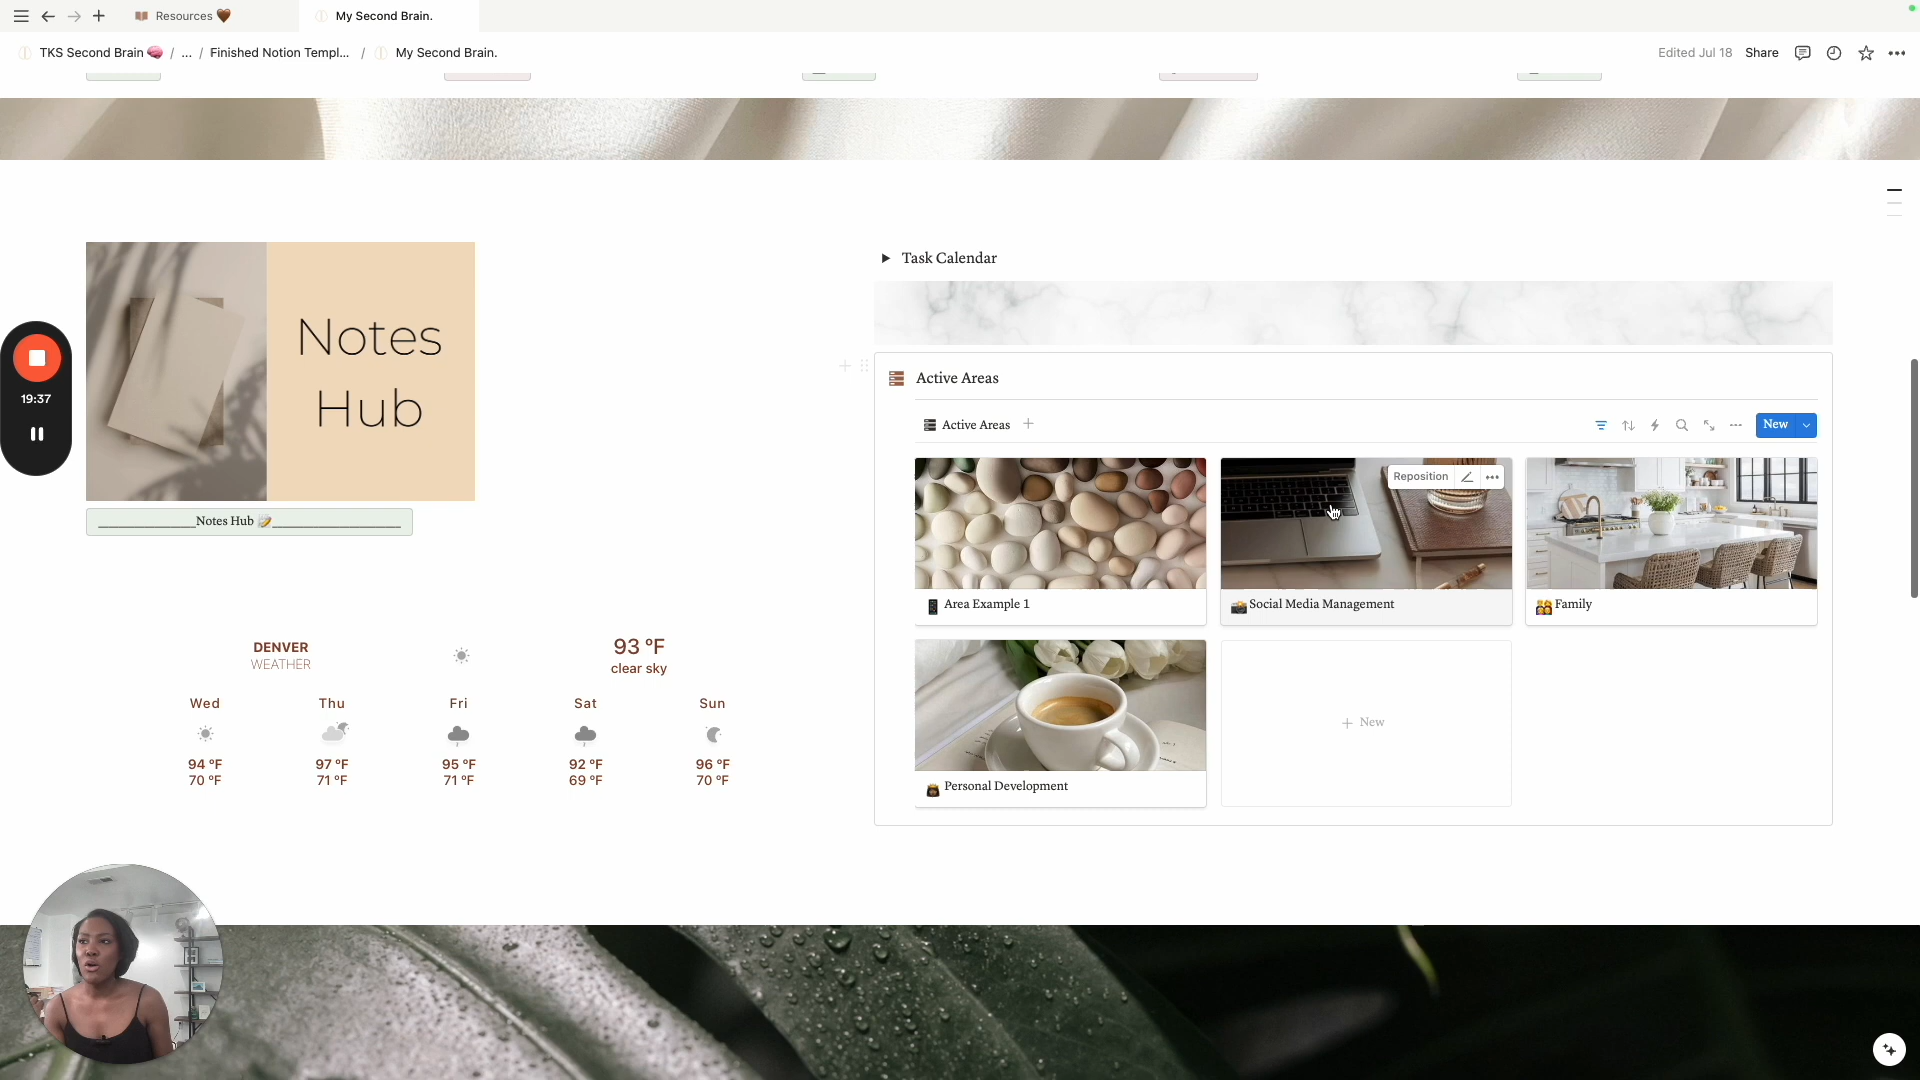 Resources
My Second Brain.
TKS Second Brain / ... / Finished Notion Templ... / My Second Brain.
Edited Jul 18
Share
Notes
Hub
Task Calendar
19:37
Active Areas
Active Areas
New
Reposition
Notes Hub
Area Example 1
Social Media Management
Family
DENVER
WEATHER
93 °F
clear sky
Wed Thu Fri Sat Sun
94 °F 97 °F 95 °F 92 °F 96 °F
70 °F 71 °F 71 °F 69 °F 70 °F
+ New
Personal Development